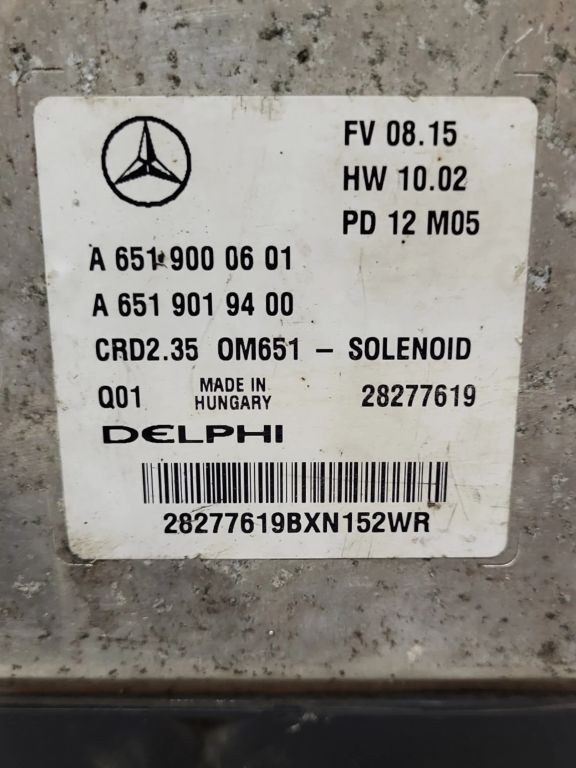 FV 08.15
HW 10.02
PD 12 M05
A 651 900 06 01
A 651 901 94 00
CRD2.35 OM651 – SOLENOID
Q01 MADE IN HUNGARY 28277619
DELPHI
28277619BXN152WR